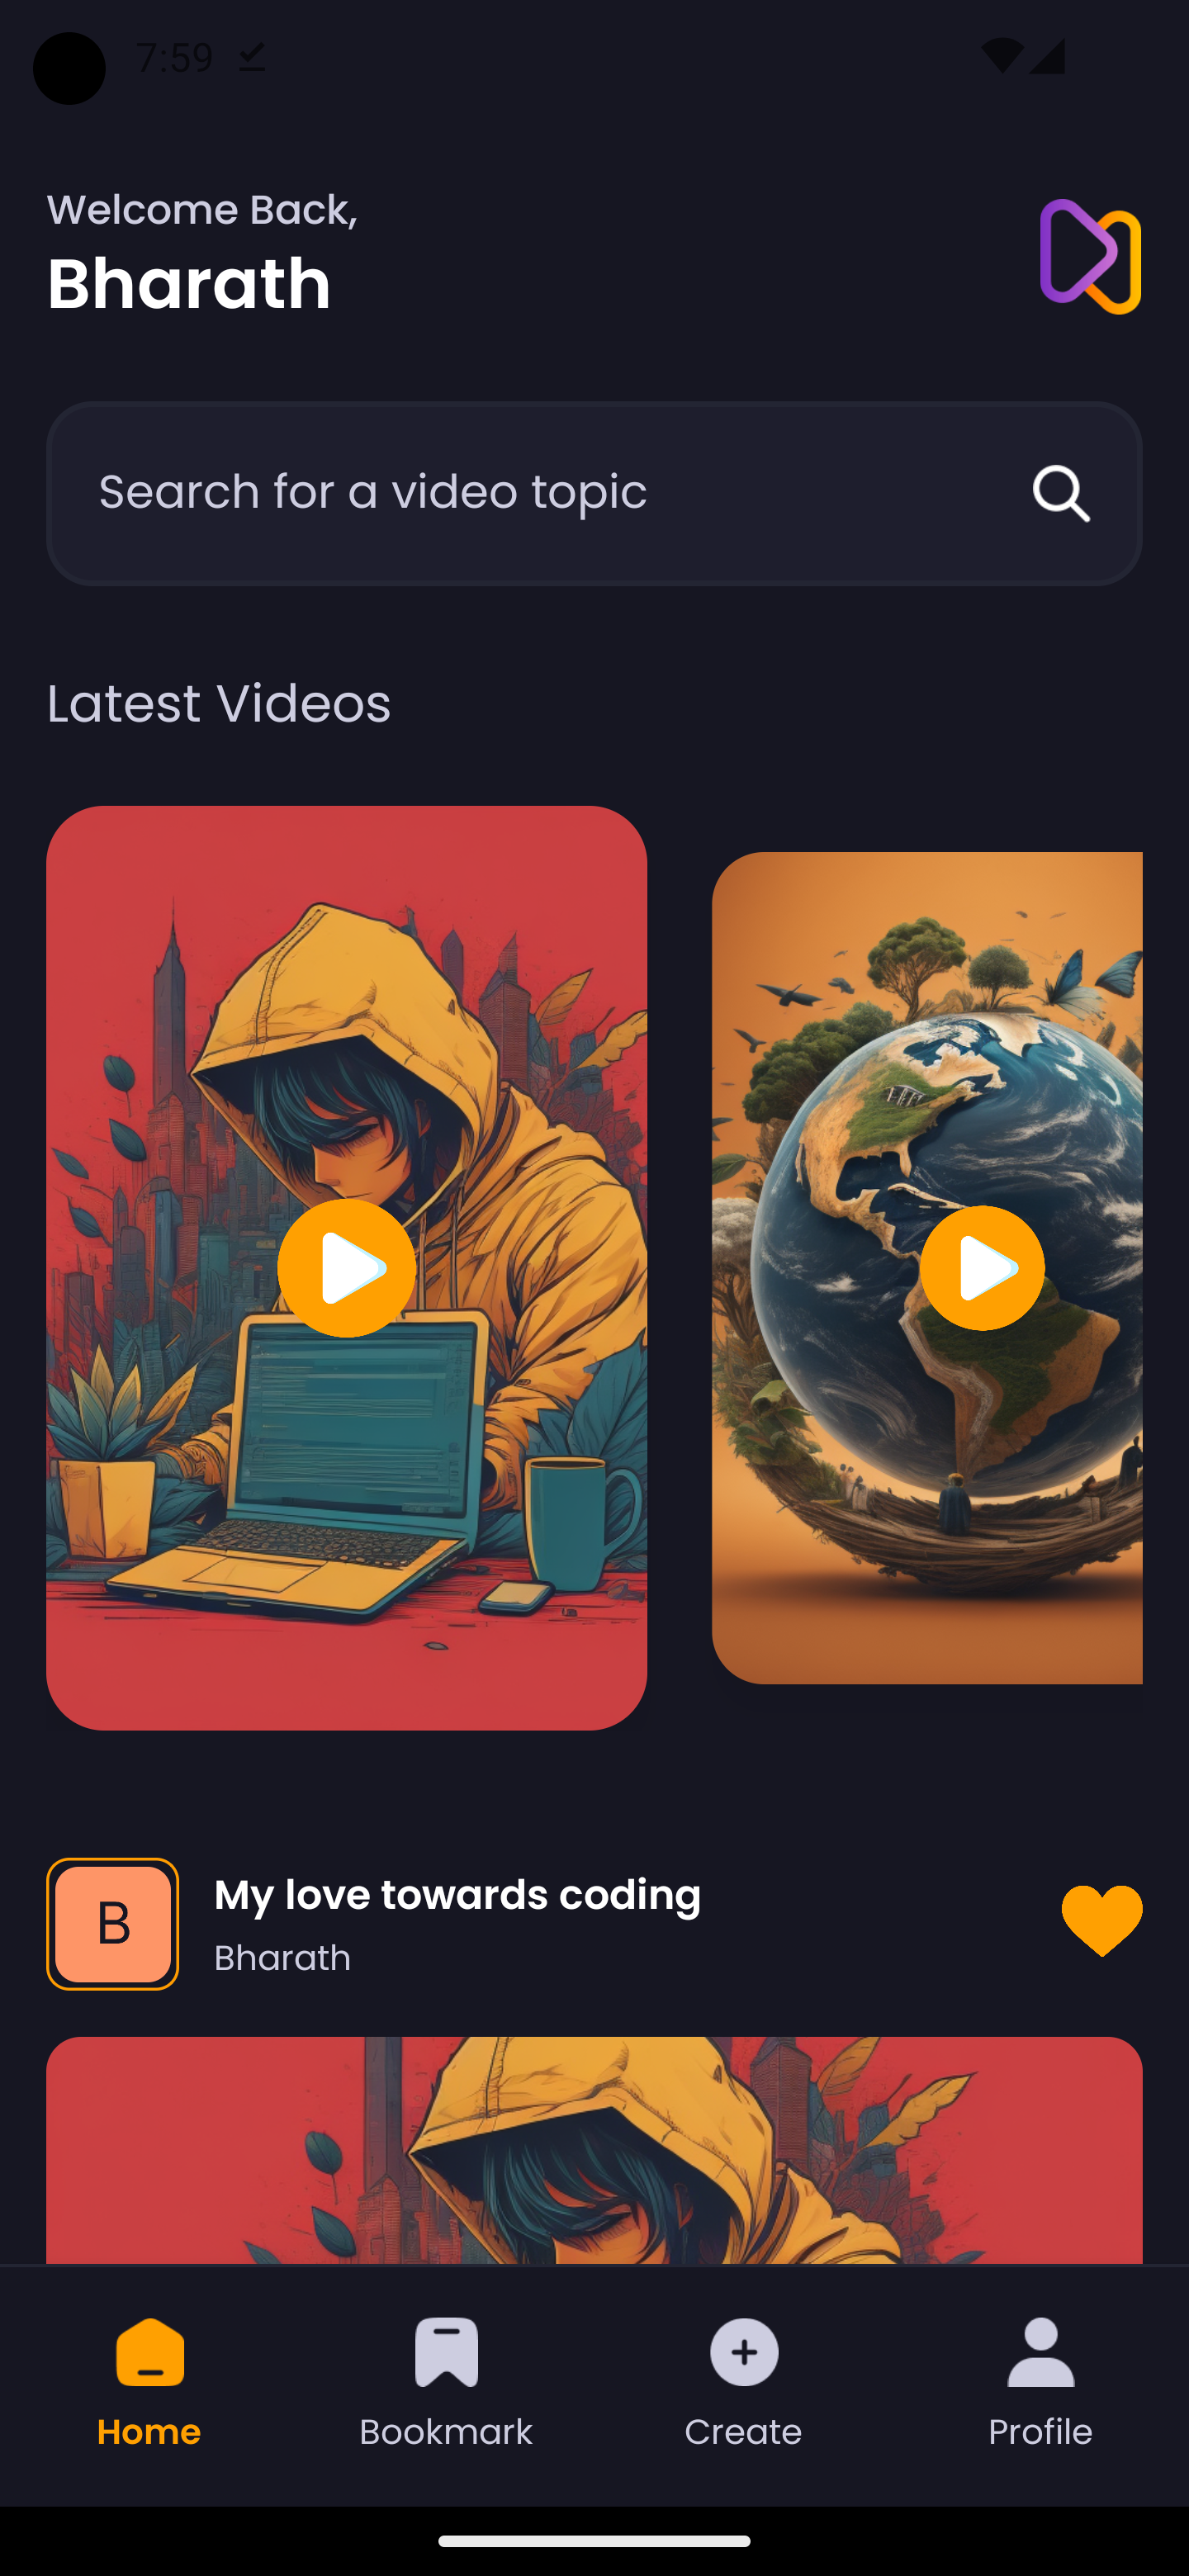 7:59
Welcome Back,
Bharath
Search for a video topic
Latest Videos
B
My love towards coding
Bharath
Home
Bookmark
Create
Profile